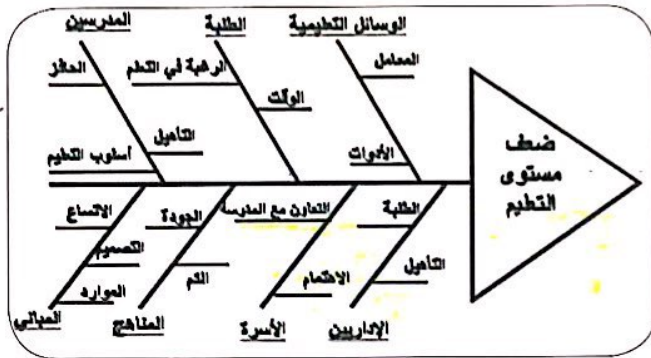 الوسائل التعليمية
الطلبة
المدرسين
المعامل
الأدوات
الرغبة في التعلم
الوقت
الحافز
التأهيل
أسلوب التعليم
ضعف
مستوى
التعليم
الطلبة
التأهيل
التعاون مع المدرسة
الاهتمام
الجودة
الكم
الاتساع
التصميم
الموارد
الإداريين
الأسرة
المناهج
المباني